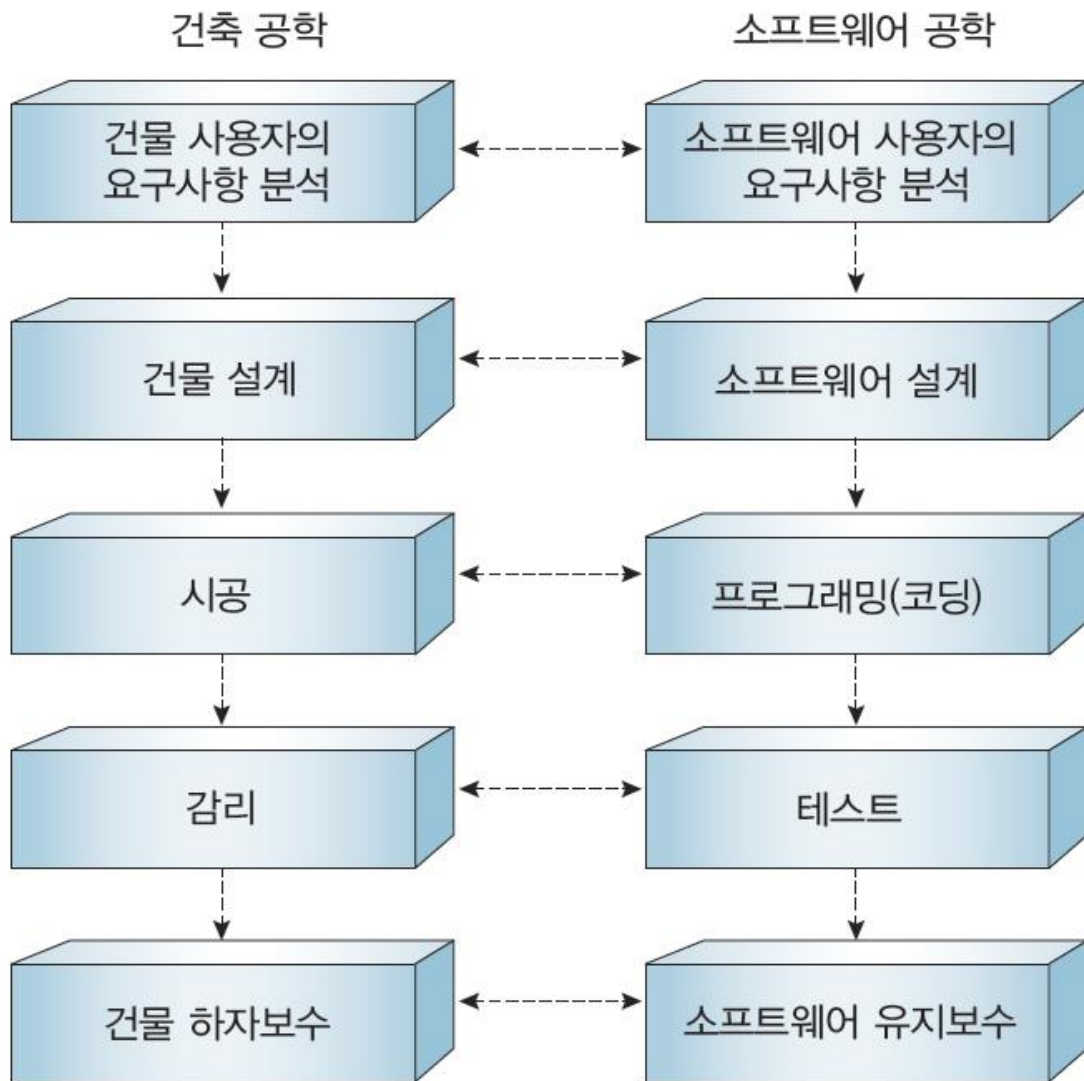 건축 공학
소프트웨어 공학
건물 사용자의
요구사항 분석
소프트웨어 사용자의
요구사항 분석
건물 설계
소프트웨어 설계
시공
프로그래밍(코딩)
감리
테스트
건물 하자보수
소프트웨어 유지보수